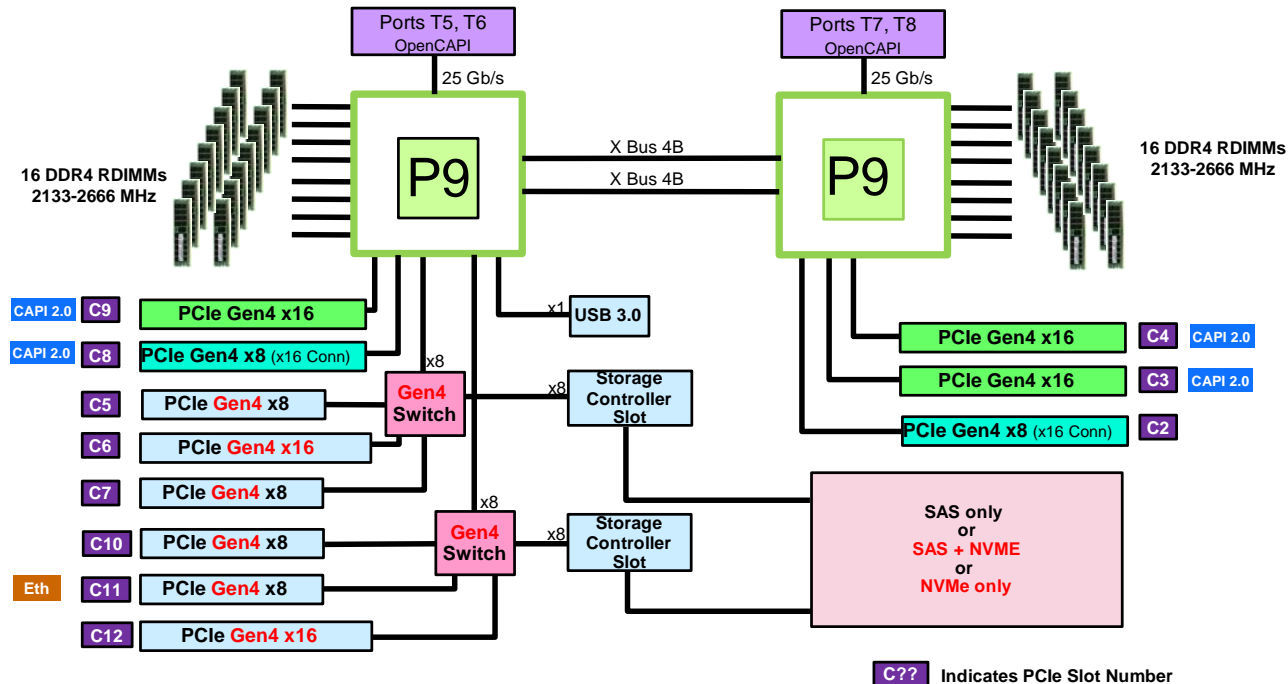 Ports T5, T6
OpenCAPI
Ports T7, T8
OpenCAPI
25 Gb/s
25 Gb/s
16 DDR4 RDIMMs
2133-2666 MHz
P9
X Bus 4B
X Bus 4B
P9
16 DDR4 RDIMMs
2133-2666 MHz
CAPI 2.0 C9 PCIe Gen4 x16
x1 USB 3.0
CAPI 2.0 C8 PCIe Gen4 x8 (x16 Conn)
x8
PCIe Gen4 x16 C4 CAPI 2.0
PCIe Gen4 x16 C3 CAPI 2.0
PCIe Gen4 x8 (x16 Conn) C2
C5 PCIe Gen4 x8
Gen4
Switch
x8
Storage
Controller
Slot
C6 PCIe Gen4 x16
C7 PCIe Gen4 x8
x8
C10 PCIe Gen4 x8
Gen4
Switch
x8
Storage
Controller
Slot
SAS only
or
SAS + NVME
or
NVMe only
Eth C11 PCIe Gen4 x8
C12 PCIe Gen4 x16
C?? Indicates PCIe Slot Number